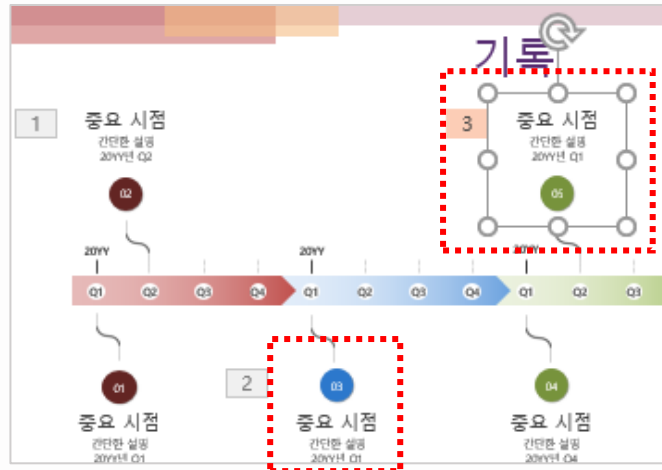 기록
1
중요 시점
간단한 설명
20YY년 Q2
02
3
중요 시점
간단한 설명
20YY년 Q1
05
20YY
20YY
20YY
Q1
Q2
Q3
Q4
Q1
Q2
Q3
Q4
Q1
Q2
Q3
01
중요 시점
간단한 설명
20YY년 Q1
2
03
중요 시점
간단한 설명
20YY년 Q1
04
중요 시점
간단한 설명
20YY년 Q4